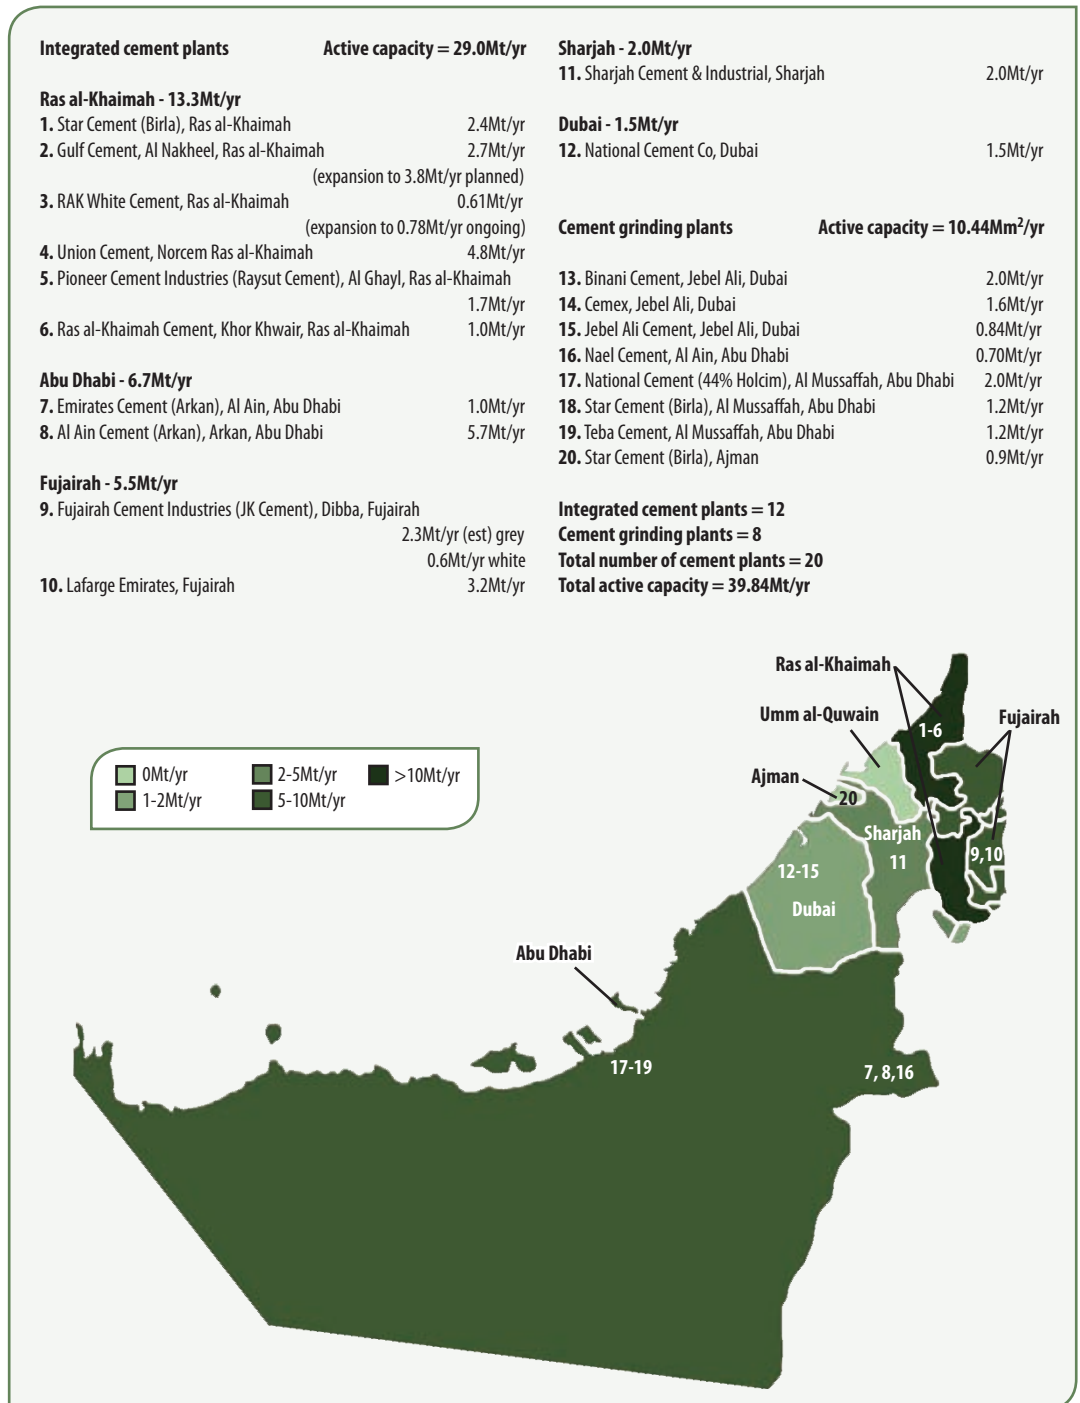 Integrated cement plants Active capacity = 29.0Mt/yr
Ras al-Khaimah - 13.3Mt/yr
1. Star Cement (Birla), Ras al-Khaimah 2.4Mt/yr
2. Gulf Cement, Al Nakheel, Ras al-Khaimah 2.7Mt/yr
(expansion to 3.8Mt/yr planned)
3. RAK White Cement, Ras al-Khaimah 0.61Mt/yr
(expansion to 0.78Mt/yr ongoing)
4. Union Cement, Norcem Ras al-Khaimah 4.8Mt/yr
5. Pioneer Cement Industries (Raysut Cement), Al Ghayl, Ras al-Khaimah
1.7Mt/yr
6. Ras al-Khaimah Cement, Khor Khwair, Ras al-Khaimah 1.0Mt/yr
Abu Dhabi - 6.7Mt/yr
7. Emirates Cement (Arkan), Al Ain, Abu Dhabi 1.0Mt/yr
8. Al Ain Cement (Arkan), Arkan, Abu Dhabi 5.7Mt/yr
Fujairah - 5.5Mt/yr
9. Fujairah Cement Industries (JK Cement), Dibba, Fujairah
2.3Mt/yr (est) grey
0.6Mt/yr white
10. Lafarge Emirates, Fujairah 3.2Mt/yr
Sharjah - 2.0Mt/yr
11. Sharjah Cement & Industrial, Sharjah 2.0Mt/yr
Dubai - 1.5Mt/yr
12. National Cement Co, Dubai 1.5Mt/yr
Cement grinding plants Active capacity = 10.44Mm²/yr
13. Binani Cement, Jebel Ali, Dubai 2.0Mt/yr
14. Cemex, Jebel Ali, Dubai 1.6Mt/yr
15. Jebel Ali Cement, Jebel Ali, Dubai 0.84Mt/yr
16. Nael Cement, Al Ain, Abu Dhabi 0.70Mt/yr
17. National Cement (44% Holcim), Al Mussaffah, Abu Dhabi 2.0Mt/yr
18. Star Cement (Birla), Al Mussaffah, Abu Dhabi 1.2Mt/yr
19. Teba Cement, Al Mussaffah, Abu Dhabi 1.2Mt/yr
20. Star Cement (Birla), Ajman 0.9Mt/yr
Integrated cement plants = 12
Cement grinding plants = 8
Total number of cement plants = 20
Total active capacity = 39.84Mt/yr
Ras al-Khaimah
Umm al-Quwain
Fujairah
1-6
0Mt/yr 2-5Mt/yr >10Mt/yr
1-2Mt/yr 5-10Mt/yr
Ajman
20
Sharjah
11
9,10
12-15
Dubai
Abu Dhabi
17-19
7, 8,16